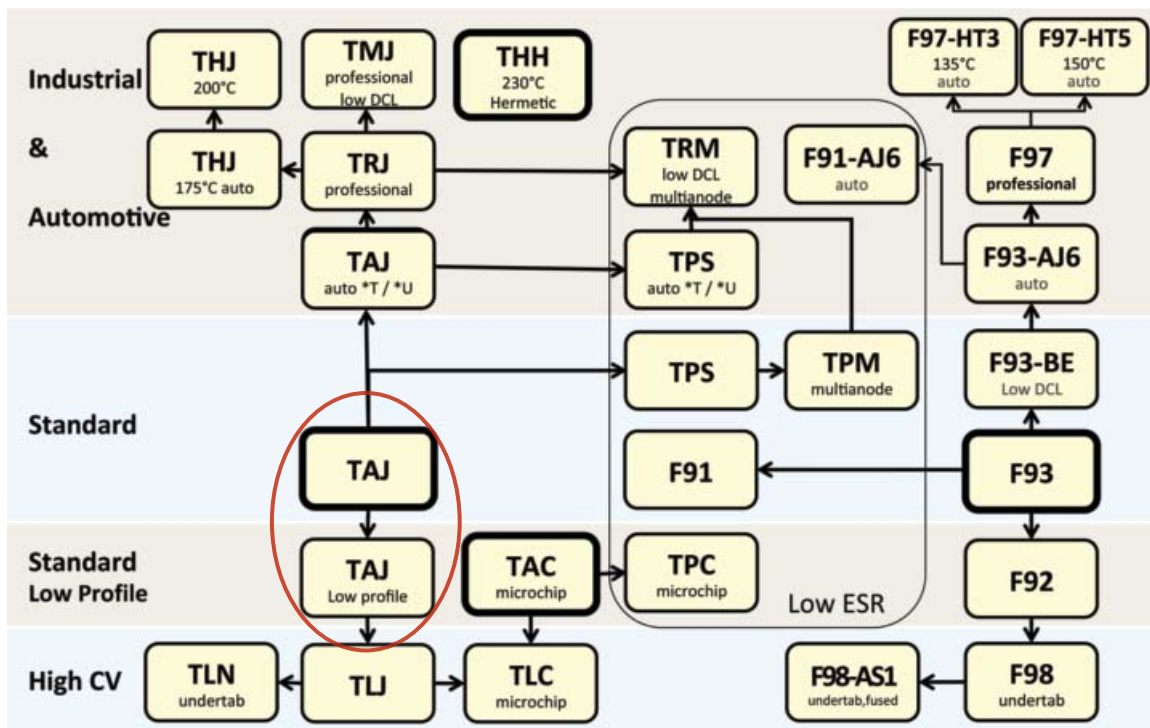 Industrial
&
Automotive
THJ
200°C
TMJ
professional
low DCL
THH
230°C
Hermetic
F97-HT3
135°C
auto
F97-HT5
150°C
auto
THJ
175°C auto
TRJ
professional
TRM
low DCL
multianode
F91-AJ6
auto
F97
professional
TAJ
auto *T / *U
TPS
auto *T / *U
F93-AJ6
auto
Standard
TPS
TPM
multianode
F93-BE
Low DCL
TAJ
F91
F93
Standard
Low Profile
TAJ
Low profile
TAC
microchip
TPC
microchip
Low ESR
F92
High CV
TLN
undertab
TLJ
TLC
microchip
F98-AS1
undertab,fused
F98
undertab